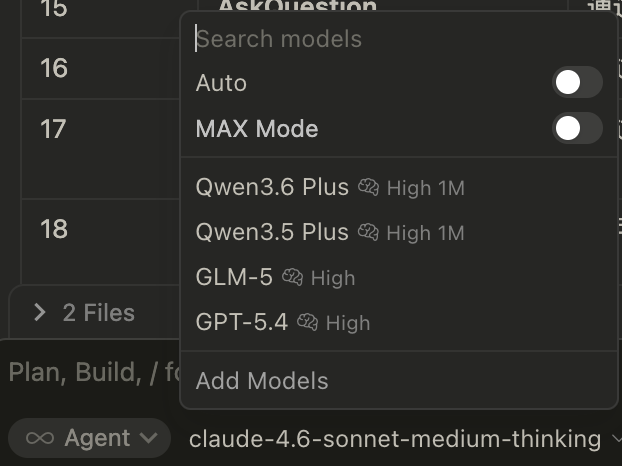 15
AskQuestion
Search models
16
Auto
17
MAX Mode
Qwen3.6 Plus High 1M
18
Qwen3.5 Plus High 1M
GLM-5 High
2 Files
GPT-5.4 High
Plan, Build, / fo
Add Models
Agent
claude-4.6-sonnet-medium-thinking